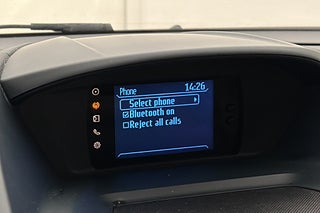 Phone 14:26
Select phone
Bluetooth on
Reject all calls